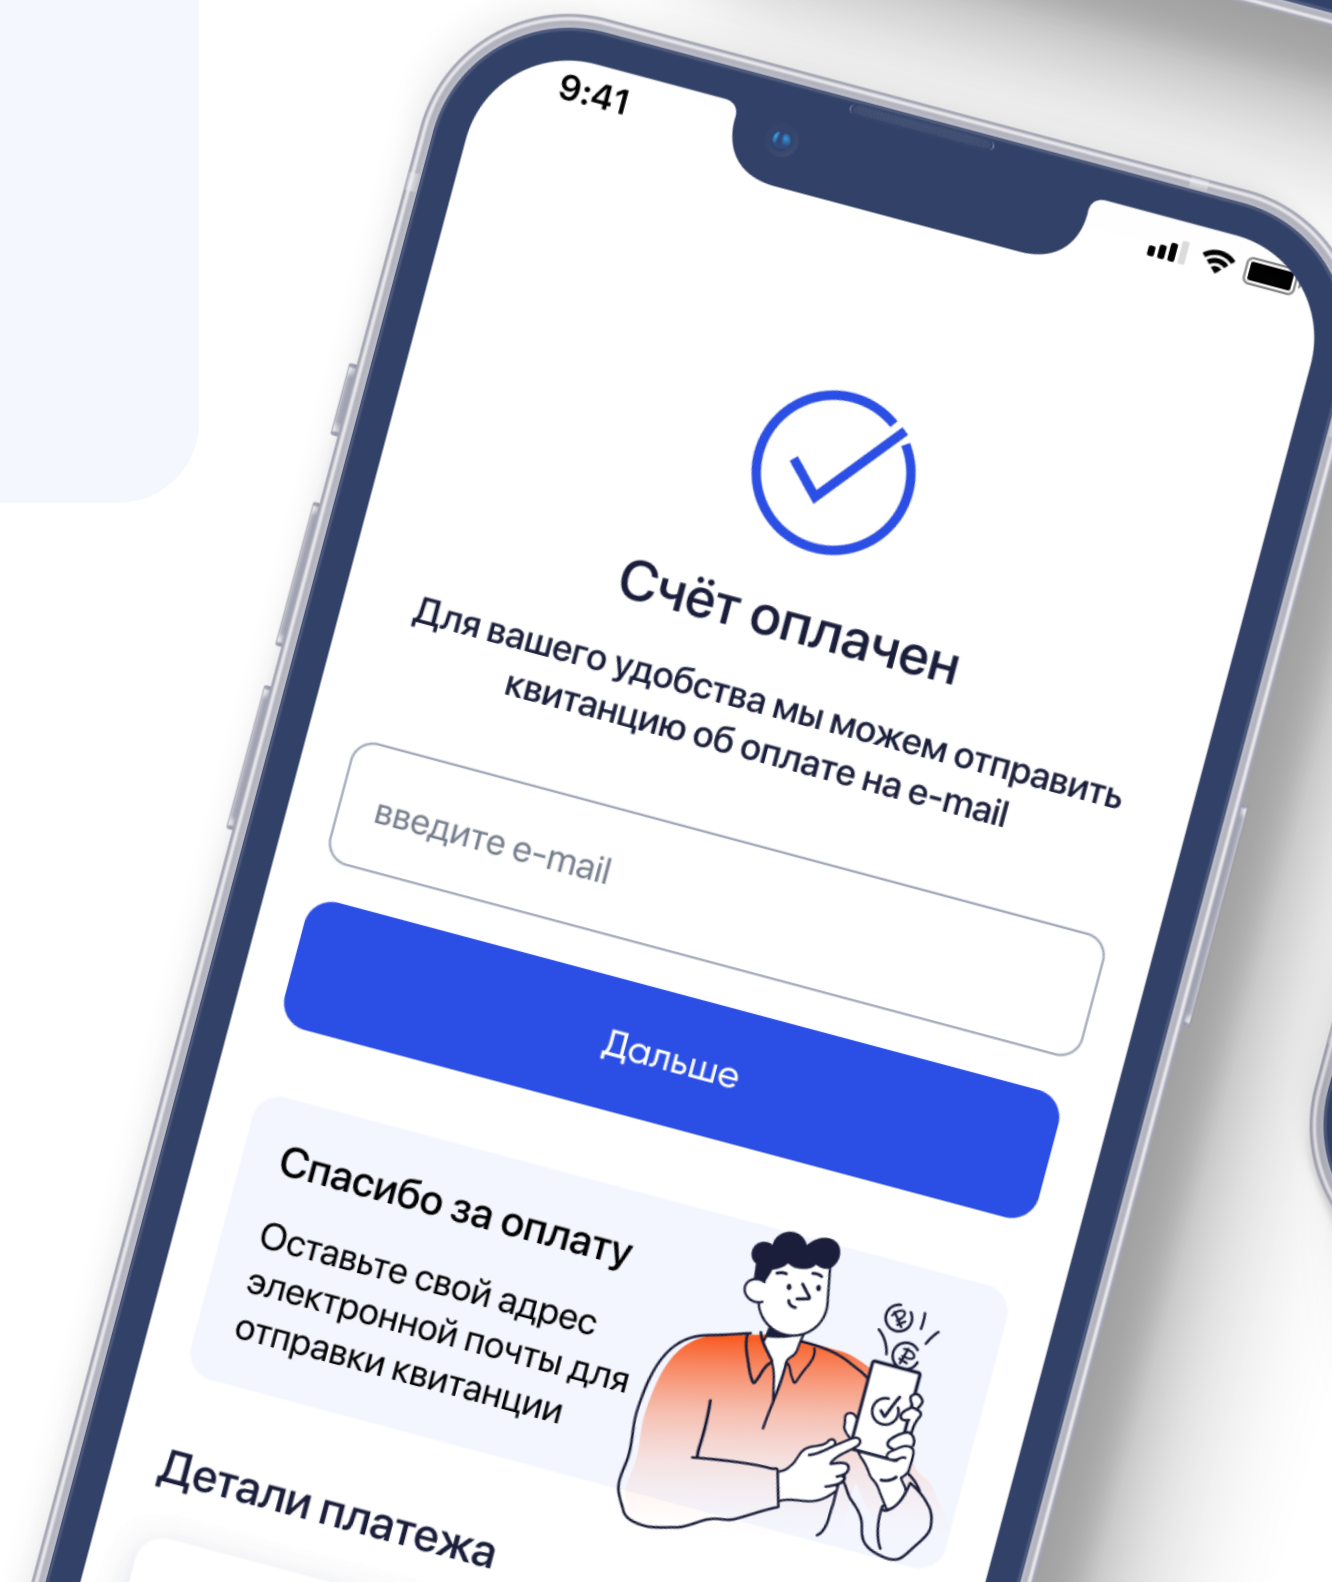 9:41
Счёт оплачен
Для вашего удобства мы можем отправить
квитанцию об оплате на e-mail
введите e-mail
Дальше
Спасибо за оплату
Оставьте свой адрес
электронной почты для
отправки квитанции
Детали платежа